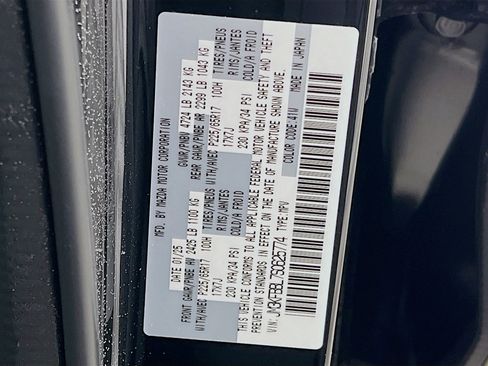 MFD. BY MAZDA MOTOR CORPORATION
DATE 01/25 GVWR/PNBV 4724 LB 2143 KG
FRONT GAWR/PNBE AV 2425 LB 1100 KG REAR GAWR/PNBE AR 2299 LB 1043 KG
WITH/AVEC TIRES/PNEUS P225/65R17 100H WITH/AVEC TIRES/PNEUS P225/65R17 100H
RIMS/JANTES 17X7J RIMS/JANTES 17X7J
COLD/A FROID 230 KPA/34 PSI COLD/A FROID 230 KPA/34 PSI
THIS VEHICLE CONFORMS TO ALL APPLICABLE FEDERAL MOTOR VEHICLE SAFETY AND THEFT
PREVENTION STANDARDS IN EFFECT ON THE DATE OF MANUFACTURE SHOWN ABOVE.
TYPE:MPV COLOR CODE:41W MADE IN JAPAN